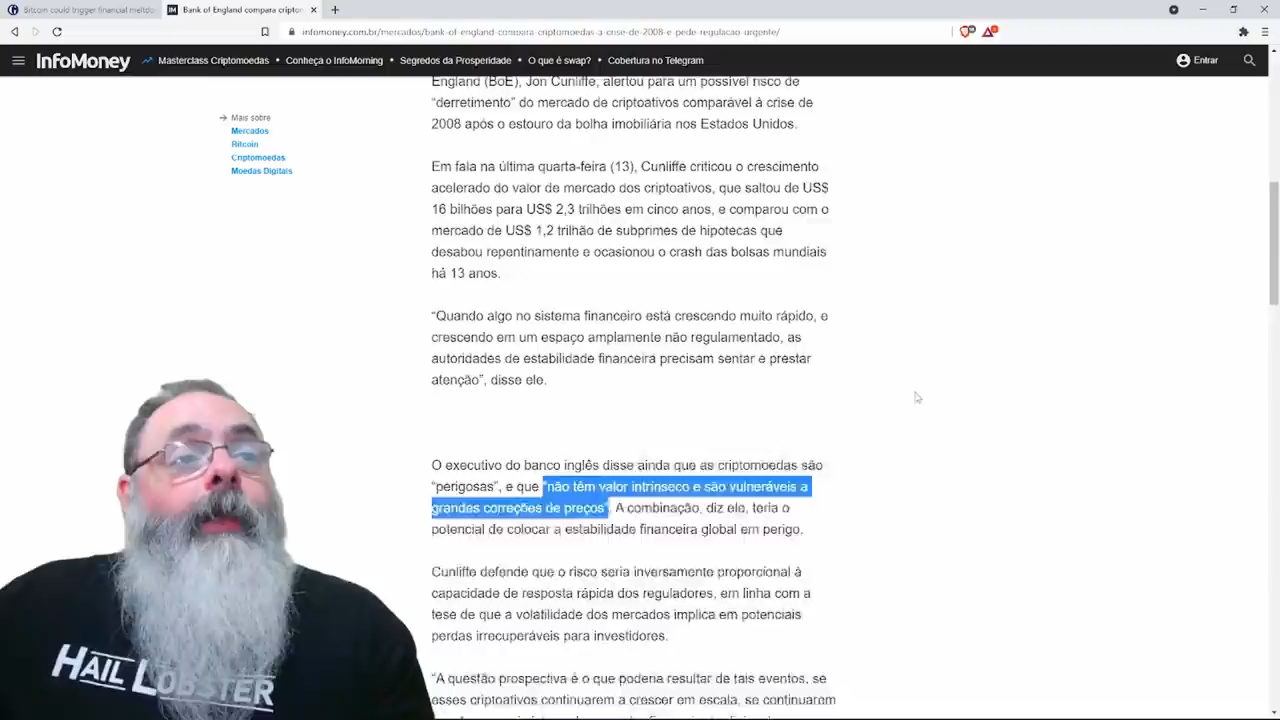 Bitcoin could trigger financial meltdo
Bank of England compara cripton
infomoney.com.br/mercados/bank-of-england-compara-criptomoedas-a-crise-de-2008-e-pede-regulacao-urgente/
InfoMoney
Masterclass Criptomoedas • Conheça o InfoMorning • Segredos da Prosperidade • O que é swap? • Cobertura no Telegram
Entrar
Mais sobre
Mercados
Bitcoin
Criptomoedas
Moedas Digitais
England (BoE), Jon Cunliffe, alertou para um possível risco de
“derretimento” do mercado de criptoativos comparável à crise de
2008 após o estouro da bolha imobiliária nos Estados Unidos.
Em fala na última quarta-feira (13), Cunliffe criticou o crescimento
acelerado do valor de mercado dos criptoativos, que saltou de US$
16 bilhões para US$ 2,3 trilhões em cinco anos, e comparou com o
mercado de US$ 1,2 trilhão de subprimes de hipotecas que
desabou repentinamente e ocasionou o crash das bolsas mundiais
há 13 anos.
“Quando algo no sistema financeiro está crescendo muito rápido, e
crescendo em um espaço amplamente não regulamentado, as
autoridades de estabilidade financeira precisam sentar e prestar
atenção”, disse ele.
O executivo do banco inglês disse ainda que as criptomoedas são
“perigosas”, e que “não têm valor intrínseco e são vulneráveis a
grandes correções de preços”. A combinação, diz ele, teria o
potencial de colocar a estabilidade financeira global em perigo.
Cunliffe defende que o risco seria inversamente proporcional à
capacidade de resposta rápida dos reguladores, em linha com a
tese de que a volatilidade dos mercados implica em potenciais
perdas irrecuperáveis para investidores.
“A questão prospectiva é o que poderia resultar de tais eventos, se
esses criptoativos continuarem a crescer em escala, se continuarem
HAIL LOBSTER